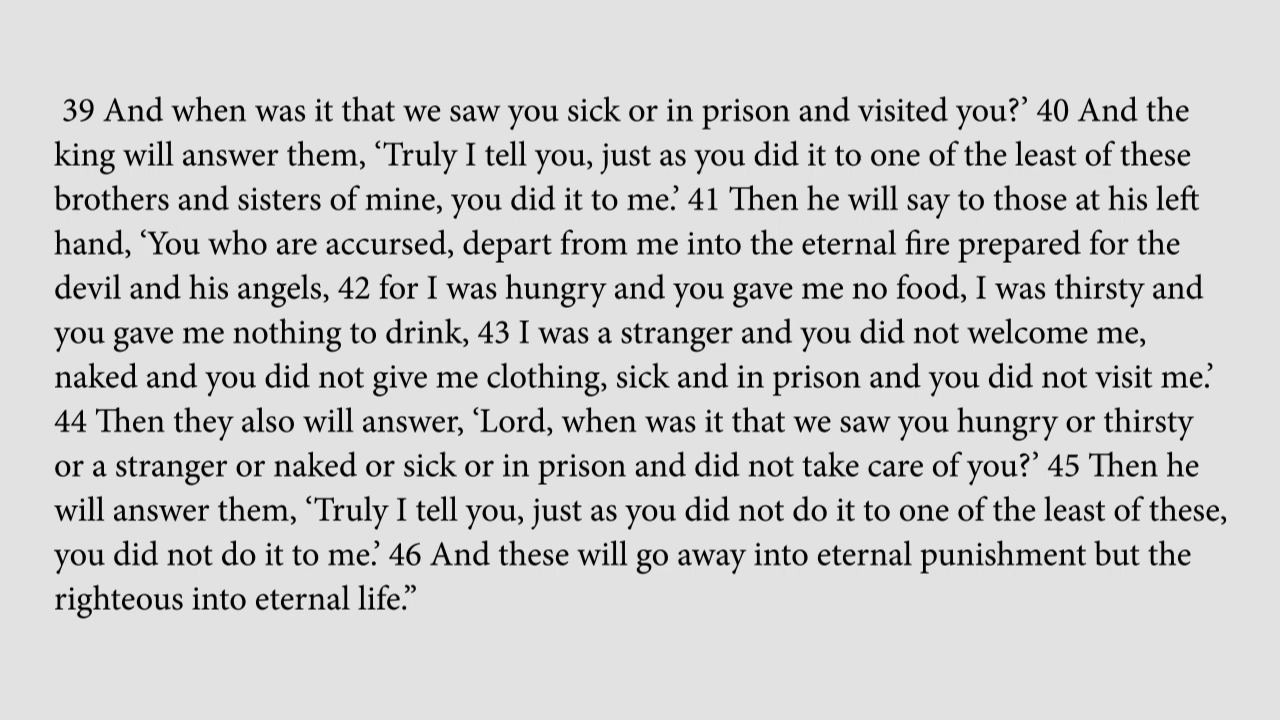 39 And when was it that we saw you sick or in prison and visited you?’ 40 And the
king will answer them, ‘Truly I tell you, just as you did it to one of the least of these
brothers and sisters of mine, you did it to me.’ 41 Then he will say to those at his left
hand, ‘You who are accursed, depart from me into the eternal fire prepared for the
devil and his angels, 42 for I was hungry and you gave me no food, I was thirsty and
you gave me nothing to drink, 43 I was a stranger and you did not welcome me,
naked and you did not give me clothing, sick and in prison and you did not visit me.’
44 Then they also will answer, ‘Lord, when was it that we saw you hungry or thirsty
or a stranger or naked or sick or in prison and did not take care of you?’ 45 Then he
will answer them, ‘Truly I tell you, just as you did not do it to one of the least of these,
you did not do it to me.’ 46 And these will go away into eternal punishment but the
righteous into eternal life.”